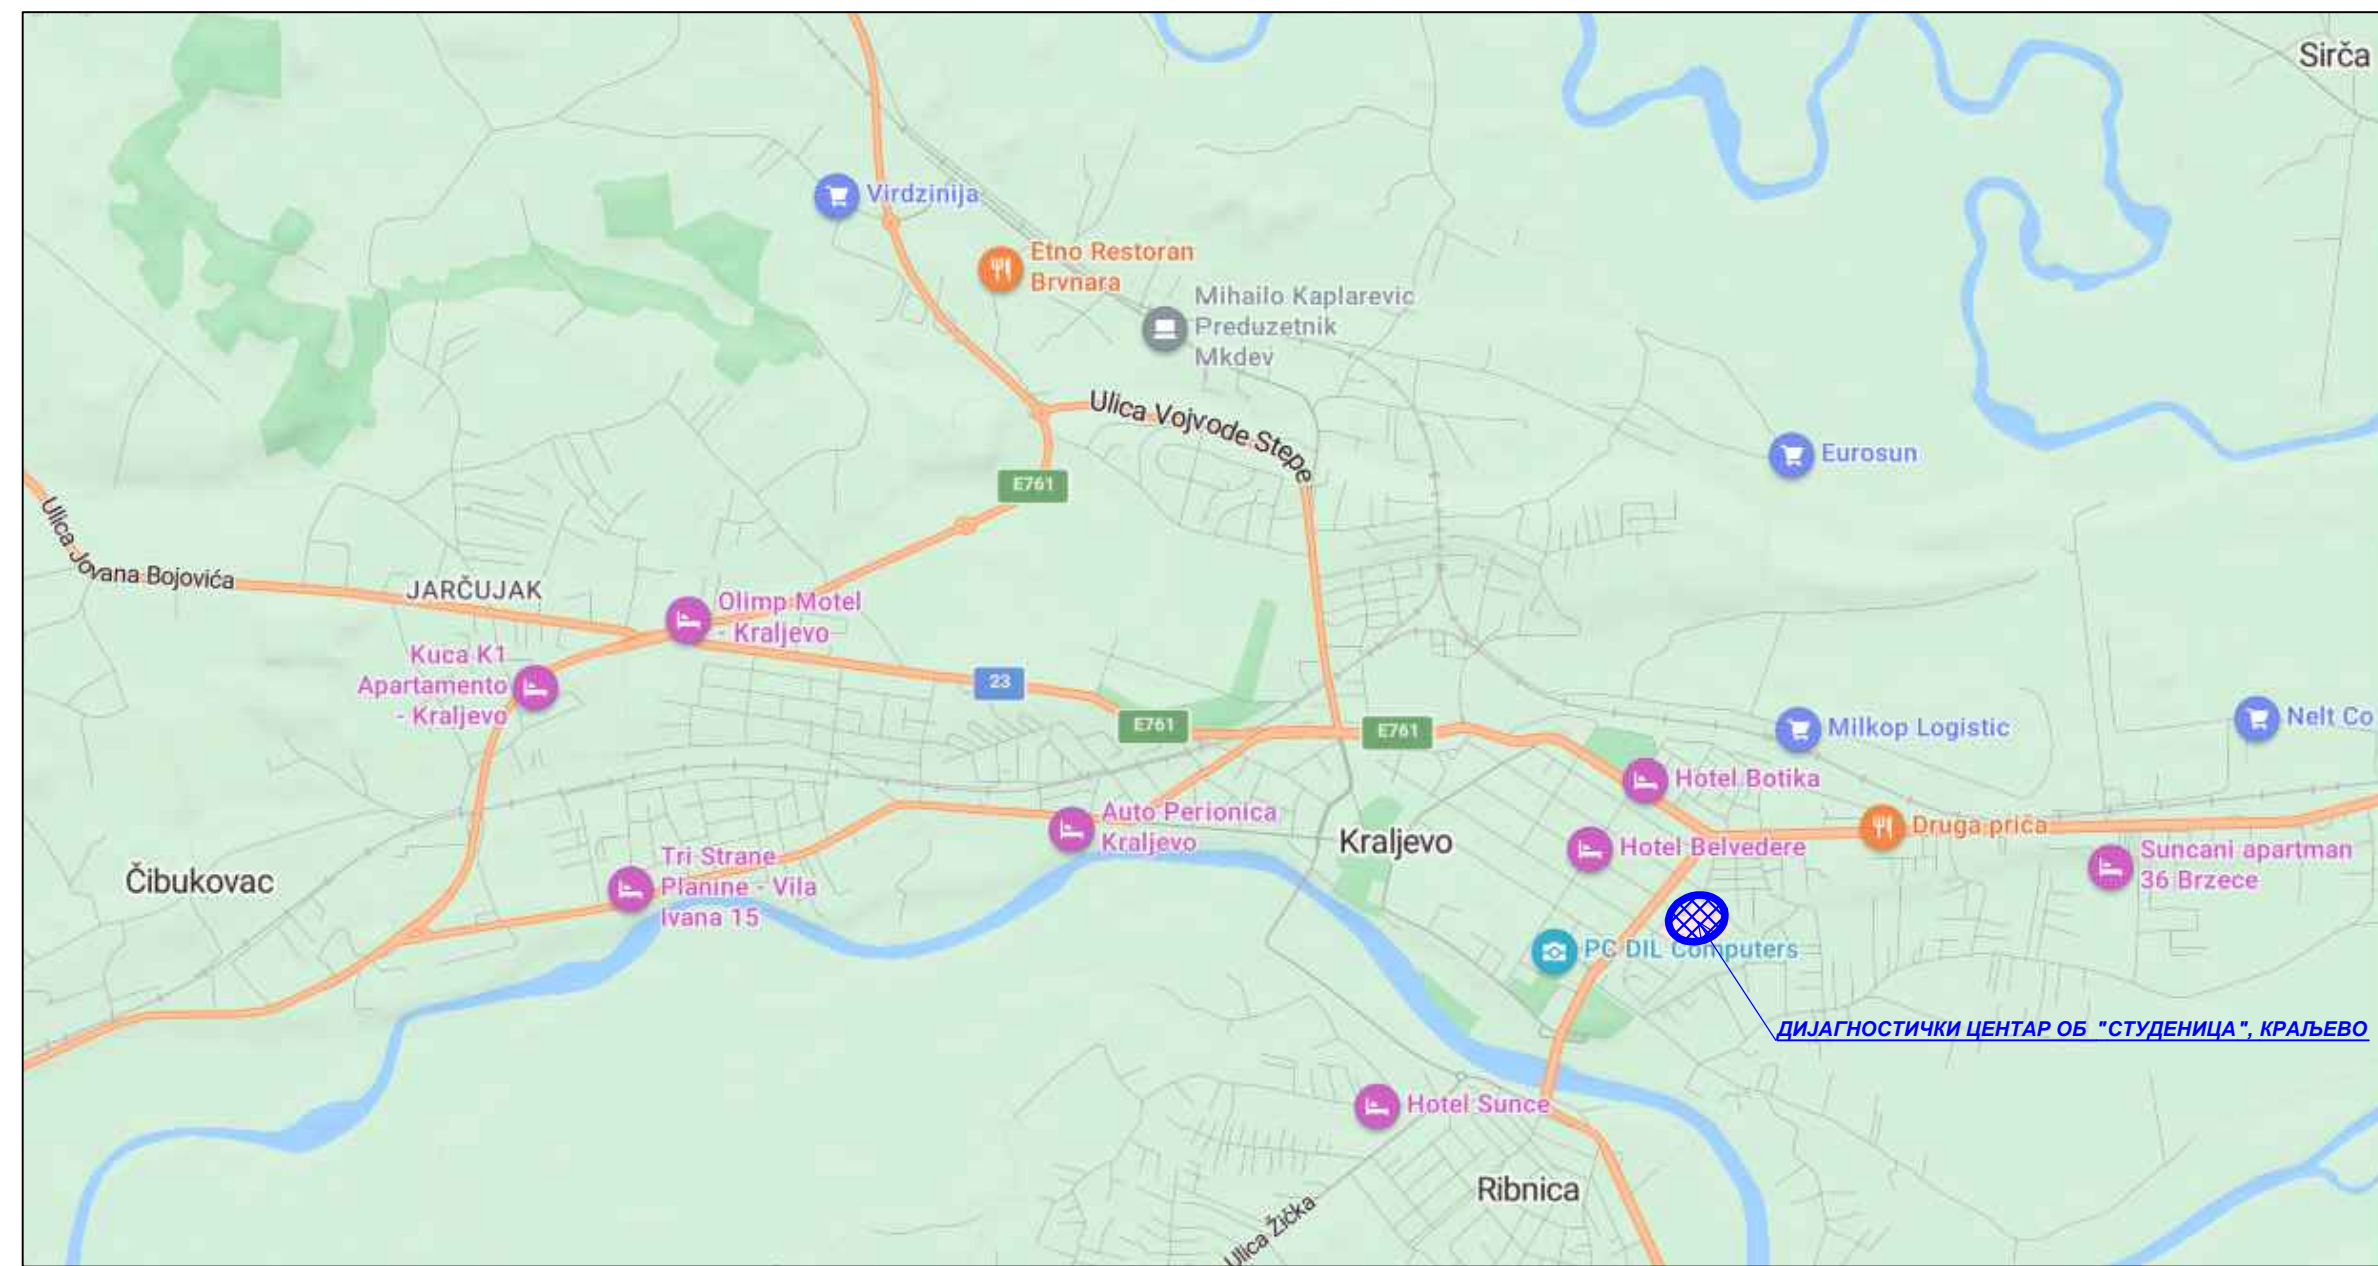 Sirča
Virdzinija
Etno Restoran
Brvnara
Mihailo Kaplarevic
Preduzetnik
Mkdev
Ulica Vojvode Stepe
Eurosun
E761
Ulica Jovana Bojovića
JARČUJAK
Olimp Motel
- Kraljevo
Kuca K1
Apartamento
- Kraljevo
23
E761
E761
Milkop Logistic
Nelt Co
Hotel Botika
Auto Perionica
Kraljevo
Kraljevo
Hotel Belvedere
Druga priča
Suncani apartman
36 Brzece
Čibukovac
Tri Strane
Planine - Vila
Ivana 15
PC DIL Computers
ДИЈАГНОСТИЧКИ ЦЕНТАР ОБ "СТУДЕНИЦА", КРАЉЕВО
Hotel Sunce
Ribnica
Ulica Žička